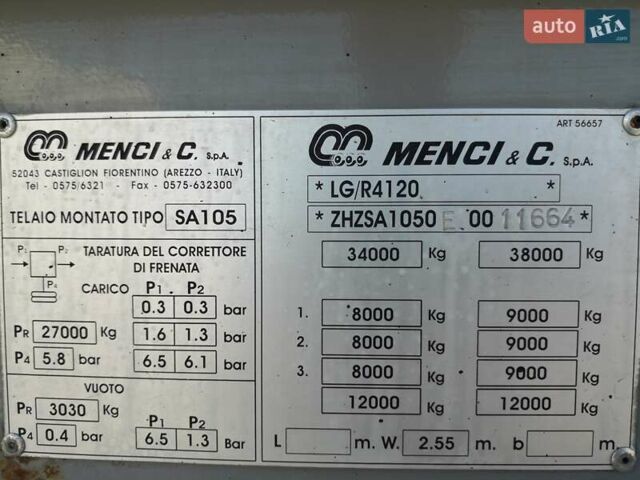 auto RIA.com
ART 56657
MENCI & C. S.p.A.
52043 CASTIGLION FIORENTINO (AREZZO - ITALY)
Tel - 0575/6321 - Fax - 0575-632300
TELAIO MONTATO TIPO SA105
P1 P2
P4
TARATURA DEL CORRETTORE
DI FRENATA
CARICO P1 P2
0.3 0.3 bar
PR 27000 Kg 1.6 1.3 bar
P4 5.8 bar 6.5 6.1 bar
VUOTO
PR 3030 Kg P1 P2
P4 0.4 bar 6.5 1.3 Bar
MENCI & C. S.p.A.
* LG/R4120 *
* ZHZSA1050 E 00 11664 *
34000 Kg 38000 Kg
1. 8000 Kg 9000 Kg
2. 8000 Kg 9000 Kg
3. 8000 Kg 9000 Kg
12000 Kg 12000 Kg
L m. W. 2.55 m. b m.